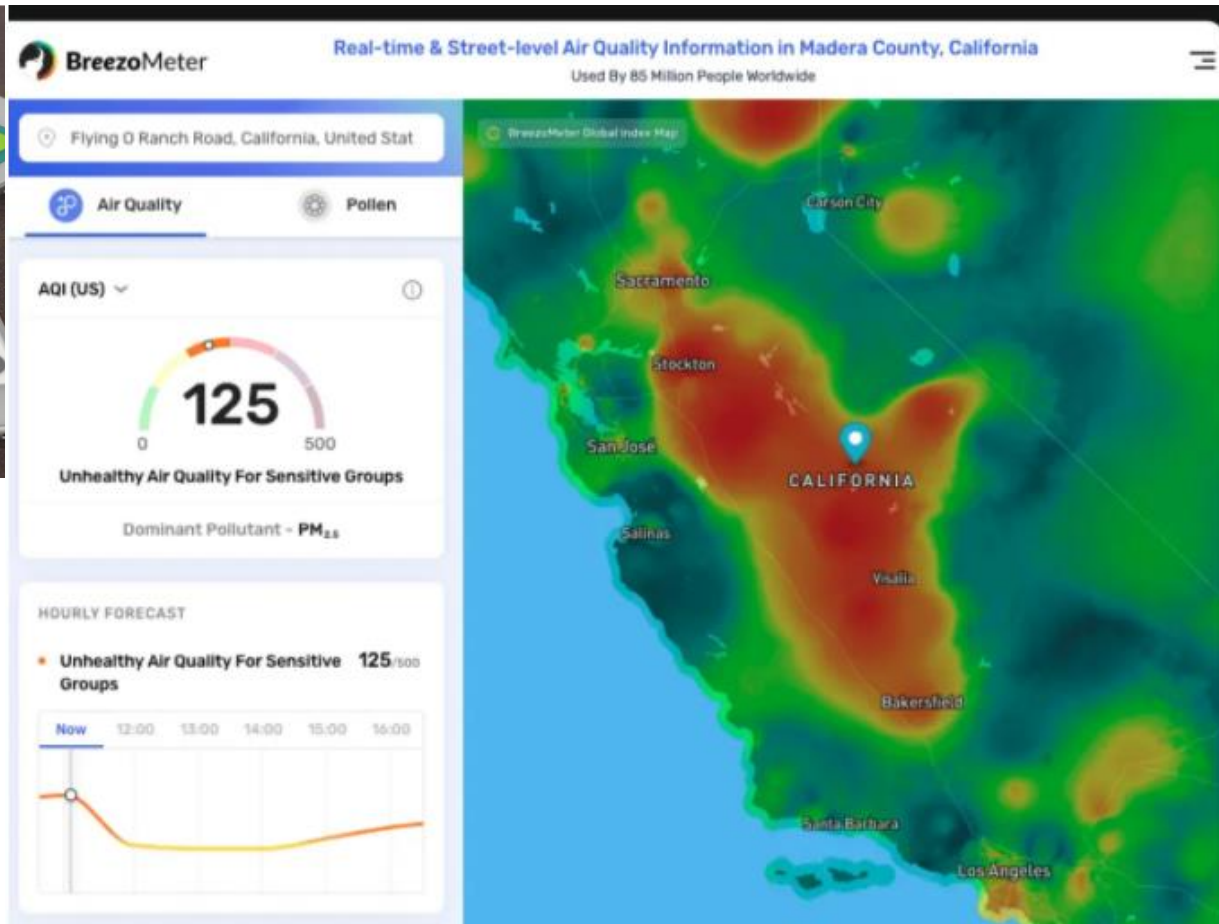 BreezoMeter
Real-time & Street-level Air Quality Information in Madera County, California
Used By 85 Million People Worldwide
Flying O Ranch Road, California, United Stat
BreezoMeter Global Index Map
Air Quality
Pollen
AQI (US)
125
0
500
Unhealthy Air Quality For Sensitive Groups
Dominant Pollutant - PM₂.₅
HOURLY FORECAST
Unhealthy Air Quality For Sensitive
Groups
125/500
Now 12:00 13:00 14:00 15:00 16:00
Carson City
Sacramento
Stockton
San José
CALIFORNIA
Salinas
Visalia
Bakersfield
Santa Barbara
Los Angeles